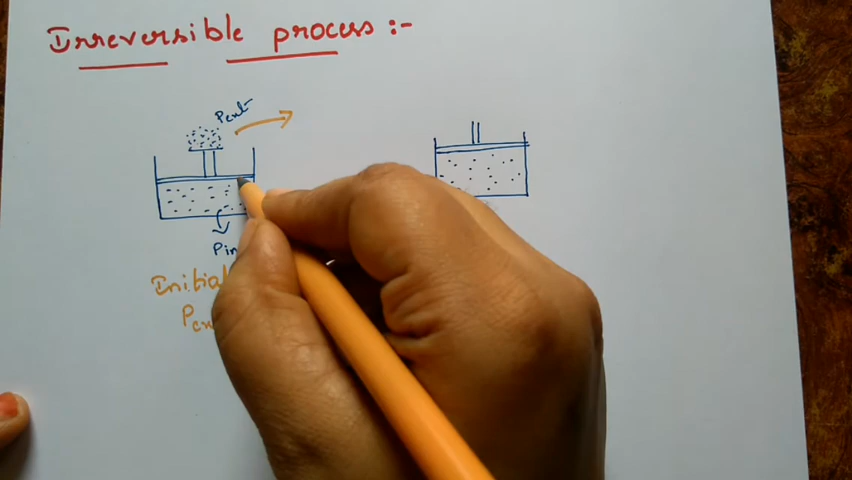 Irreversible process :-
Pext
Pin
Initial